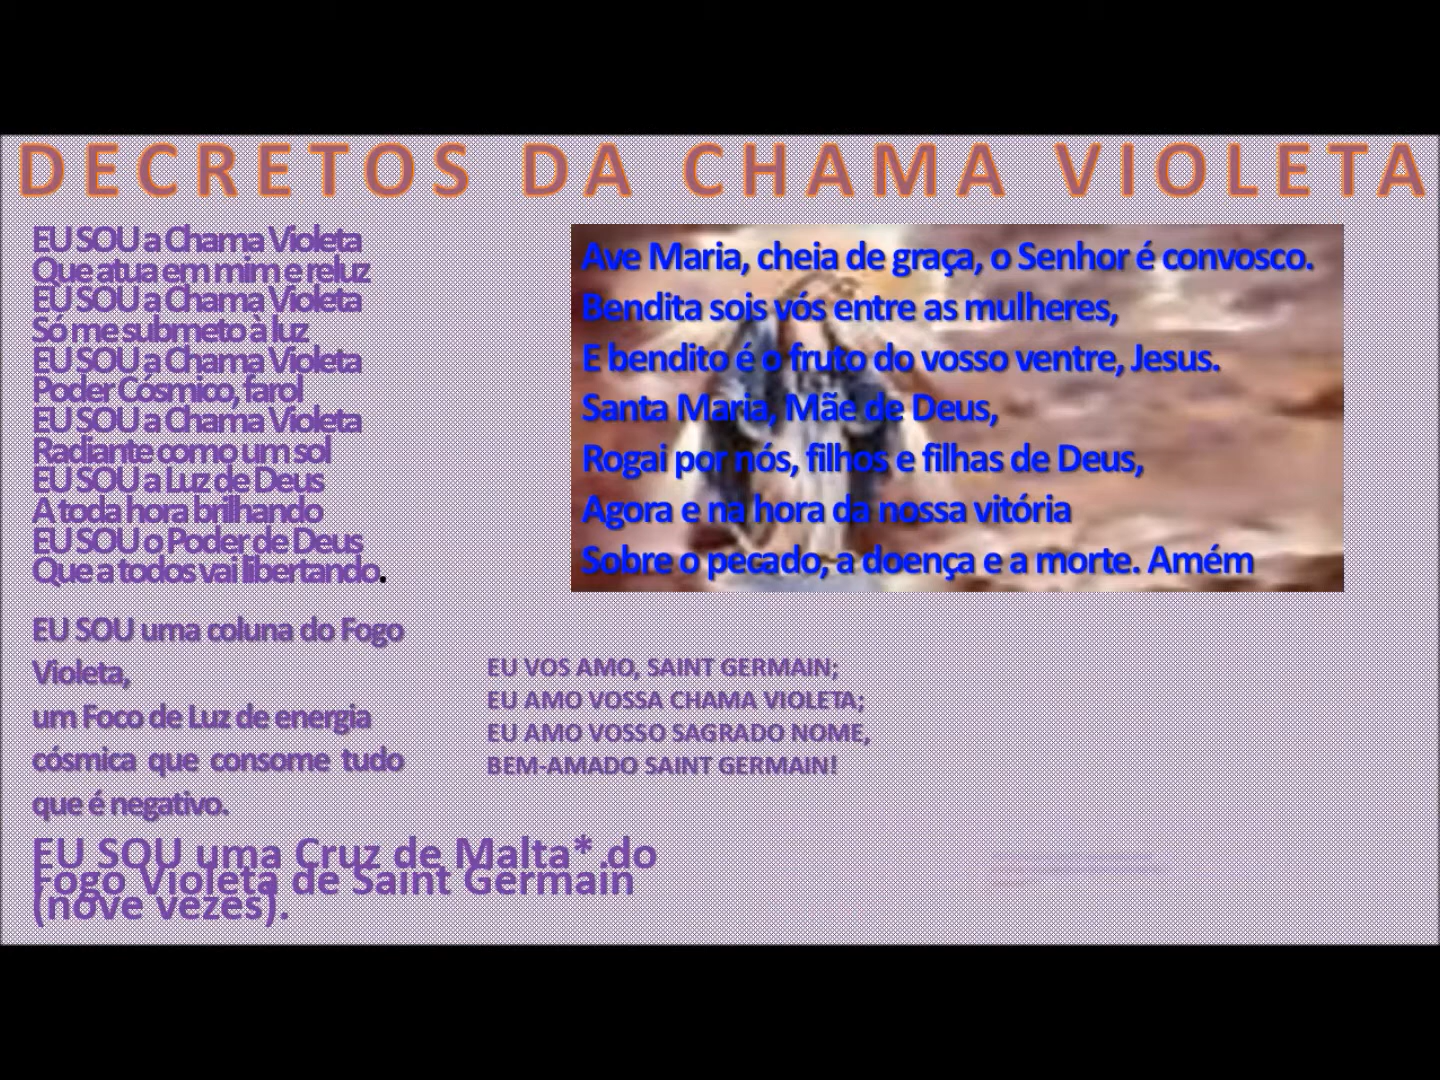 DECRETOS DA CHAMA VIOLETA
EU SOU a Chama Violeta
Que atua em mim e reluz
EU SOU a Chama Violeta
Só me submeto à luz
EU SOU a Chama Violeta
Poder Cósmico, farol
EU SOU a Chama Violeta
Radiante como um sol
EU SOU a Luz de Deus
A toda hora brilhando
EU SOU o Poder de Deus
Que a todos vai libertando.
EU SOU uma coluna do Fogo
Violeta,
um Foco de Luz de energia
cósmica que consome tudo
que é negativo.
EU SOU uma Cruz de Malta*.do
Fogo Violeta de Saint Germain
(nove vezes).
Ave Maria, cheia de graça, o Senhor é convosco.
Bendita sois vós entre as mulheres,
E bendito é o fruto do vosso ventre, Jesus.
Santa Maria, Mãe de Deus,
Rogai por nós, filhos e filhas de Deus,
Agora e na hora da nossa vitória
Sobre o pecado, a doença e a morte. Amém
EU VOS AMO, SAINT GERMAIN;
EU AMO VOSSA CHAMA VIOLETA;
EU AMO VOSSO SAGRADO NOME,
BEM-AMADO SAINT GERMAIN!